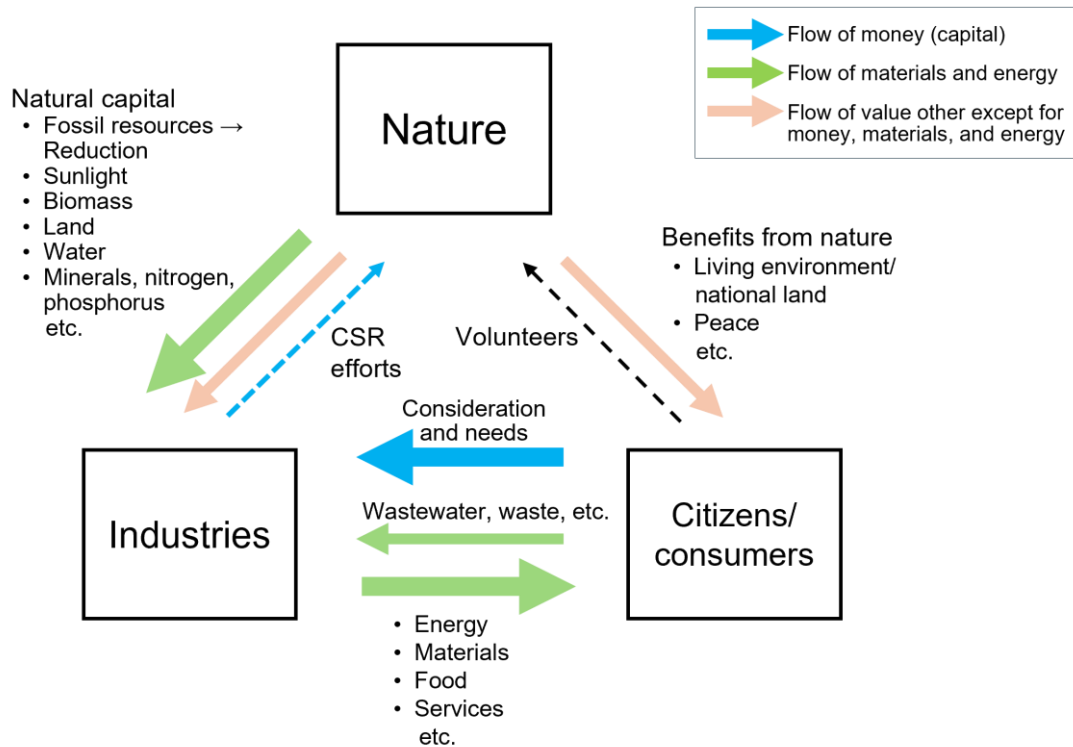 Flow of money (capital)
Flow of materials and energy
Flow of value other except for
money, materials, and energy
Nature
Natural capital
• Fossil resources →
Reduction
• Sunlight
• Biomass
• Land
• Water
• Minerals, nitrogen,
phosphorus
etc.
Benefits from nature
• Living environment/
national land
• Peace
etc.
CSR
efforts
Volunteers
Consideration
and needs
Industries
Wastewater, waste, etc.
Citizens/
consumers
• Energy
• Materials
• Food
• Services
etc.